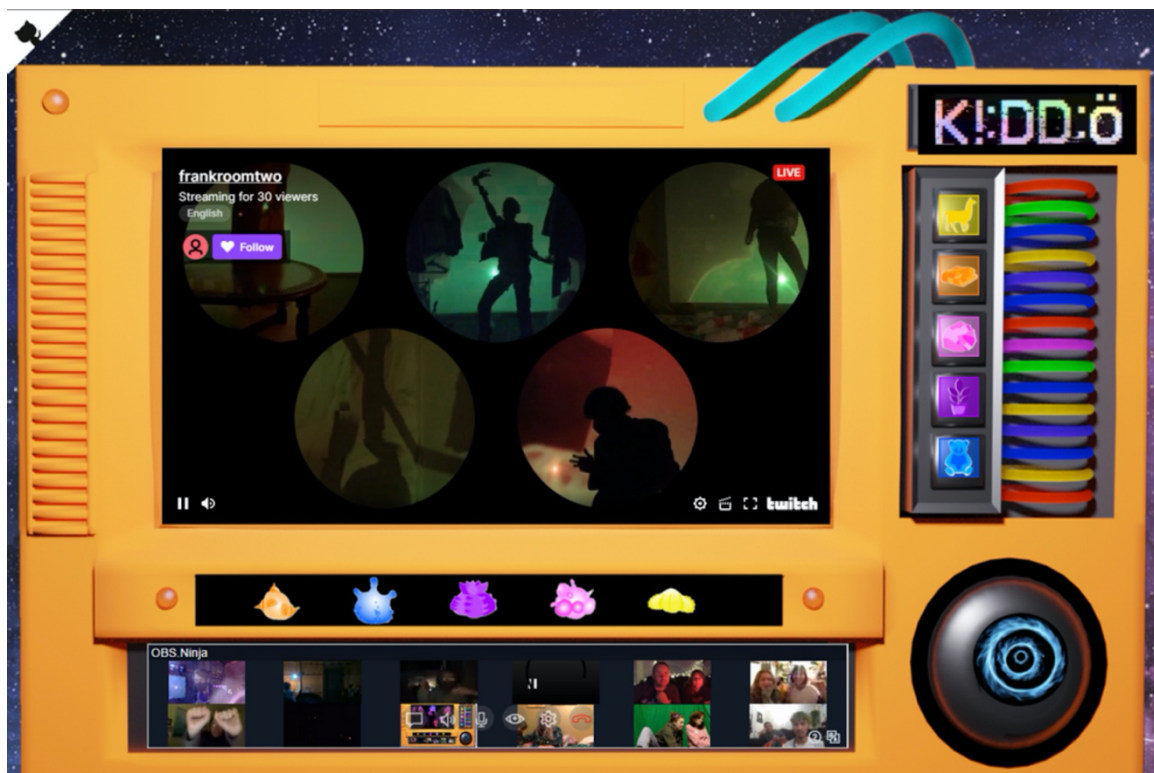 K!:DD:Ö
frankroomtwo
LIVE
Streaming for 30 viewers
English
Follow
twitch
OBS.Ninja